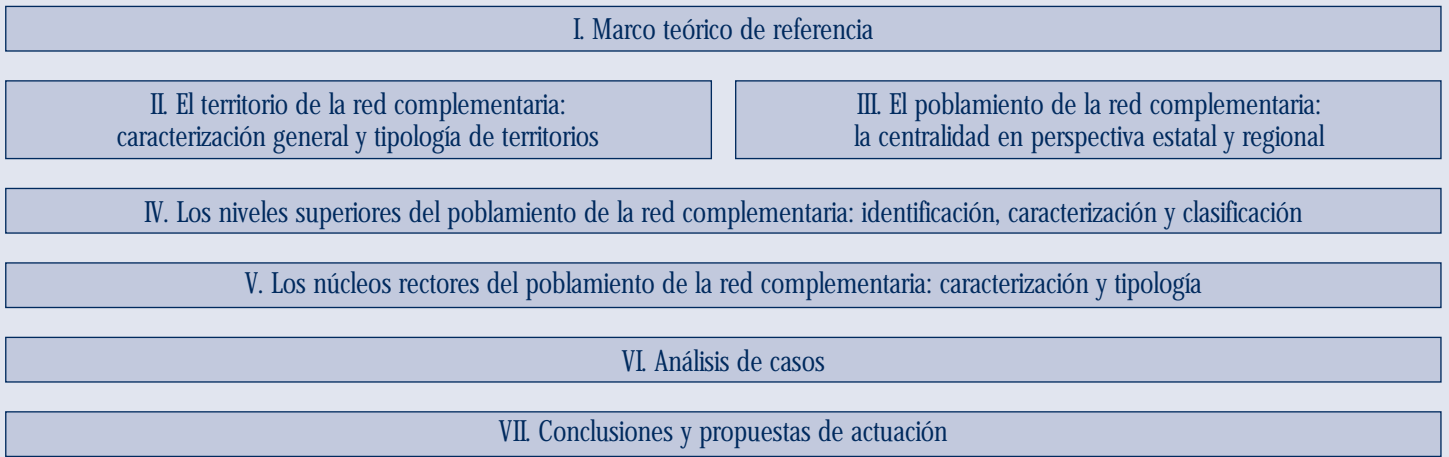 I. Marco teórico de referencia
II. El territorio de la red complementaria:
caracterización general y tipología de territorios
III. El poblamiento de la red complementaria:
la centralidad en perspectiva estatal y regional
IV. Los niveles superiores del poblamiento de la red complementaria: identificación, caracterización y clasificación
V. Los núcleos rectores del poblamiento de la red complementaria: caracterización y tipología
VI. Análisis de casos
VII. Conclusiones y propuestas de actuación